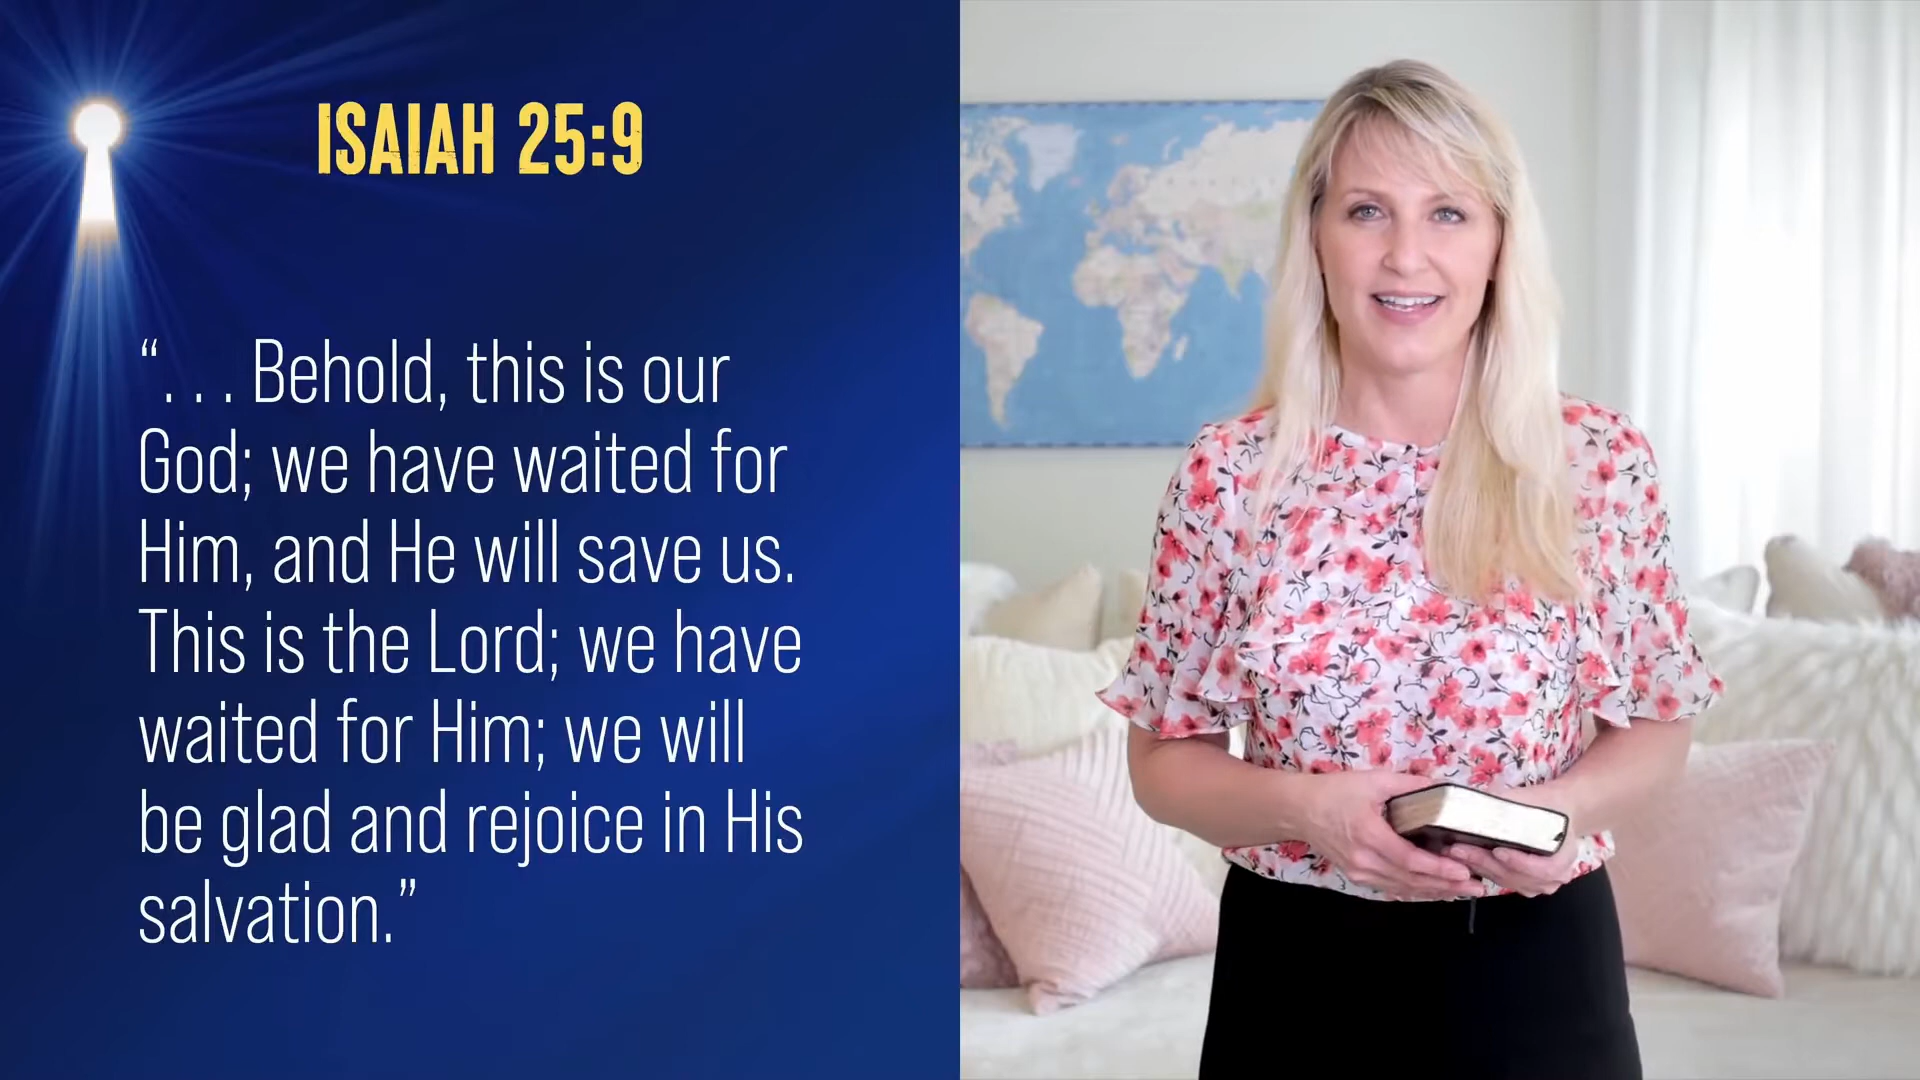 ISAIAH 25:9
“. . . Behold, this is our
God; we have waited for
Him, and He will save us.
This is the Lord; we have
waited for Him; we will
be glad and rejoice in His
salvation.”